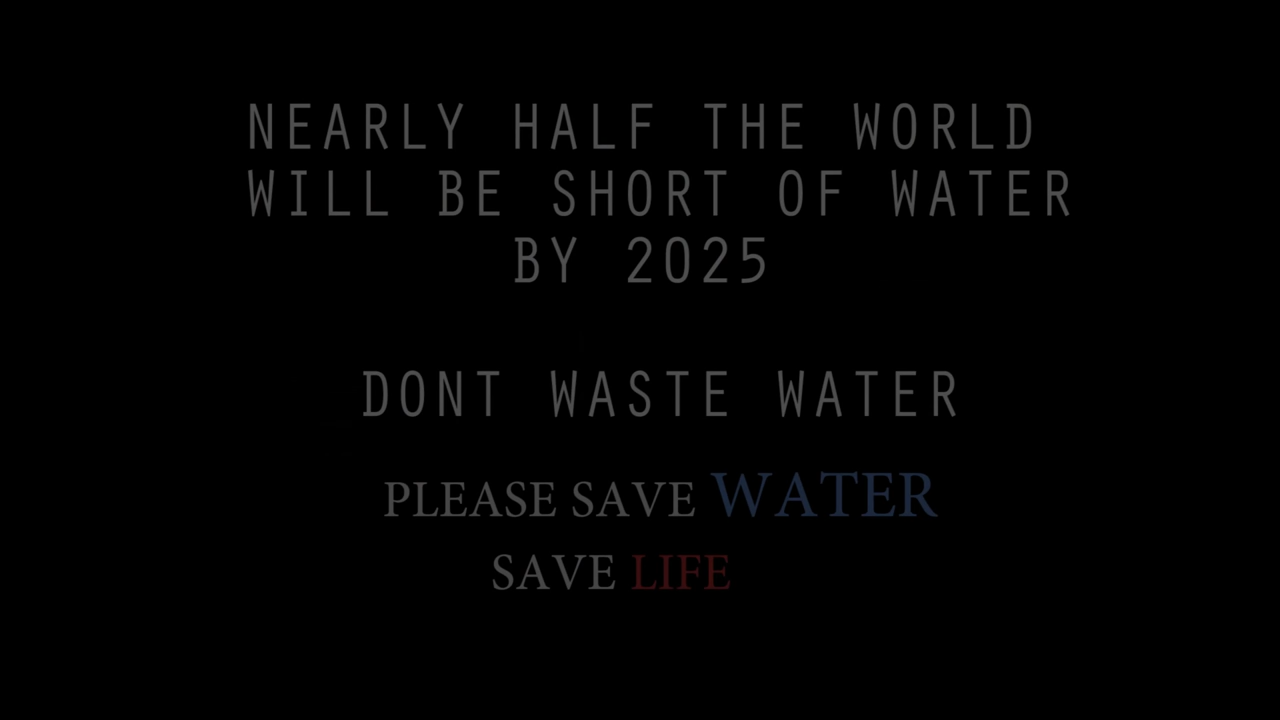 NEARLY HALF THE WORLD
WILL BE SHORT OF WATER
BY 2025
DONT WASTE WATER
PLEASE SAVE WATER
SAVE LIFE